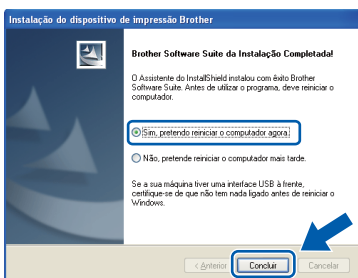 Instalação do dispositivo de impressão Brother
Brother Software Suite da Instalação Completada!
O Assistente do InstallShield instalou com êxito Brother
Software Suite. Antes de utilizar o programa, deve reiniciar o
computador.
Sim, pretendo reiniciar o computador agora.
Não, pretende reiniciar o computador mais tarde.
Se a sua máquina tiver uma interface USB à frente,
certifique-se de que não tem nada ligado antes de reiniciar o
Windows.
< Anterior Concluir Cancelar